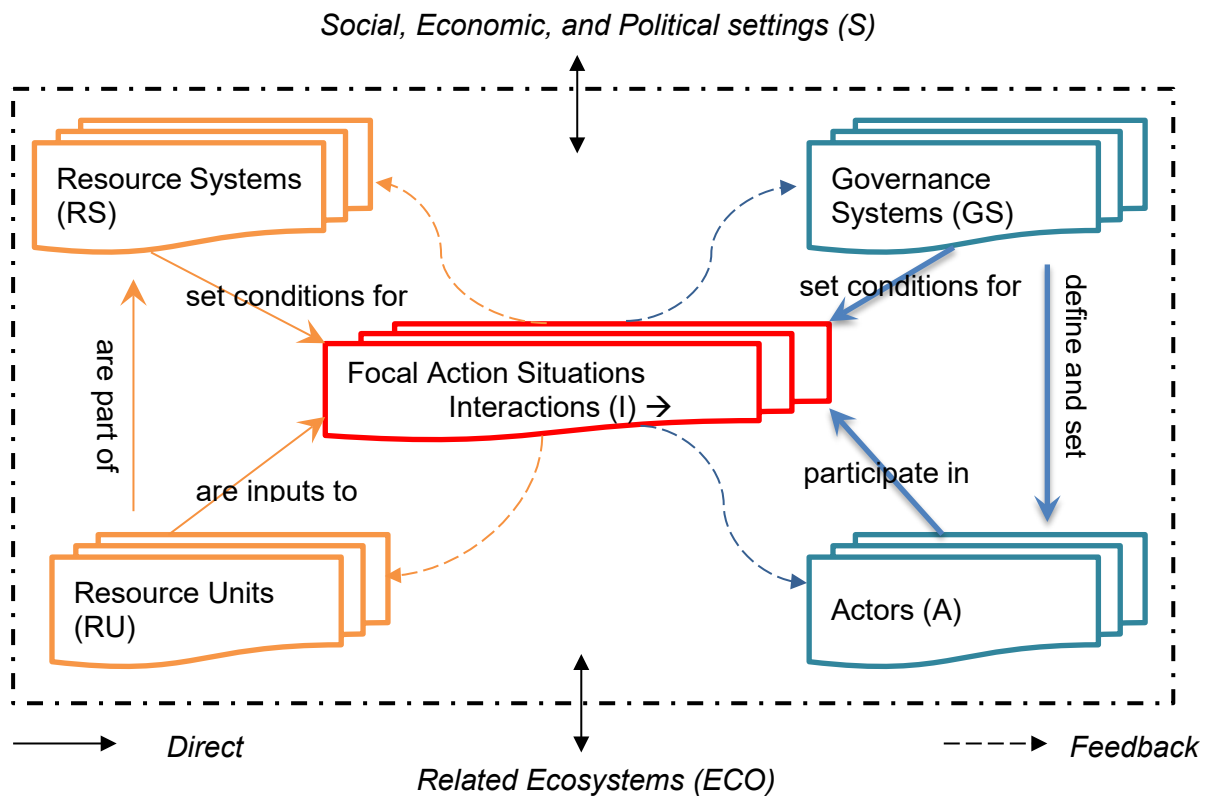 Social, Economic, and Political settings (S)
Resource Systems
(RS)
Governance
Systems (GS)
set conditions for
set conditions for
define and set
are part of
Focal Action Situations
Interactions (I) →
are inputs to
participate in
Resource Units
(RU)
Actors (A)
Direct
Feedback
Related Ecosystems (ECO)